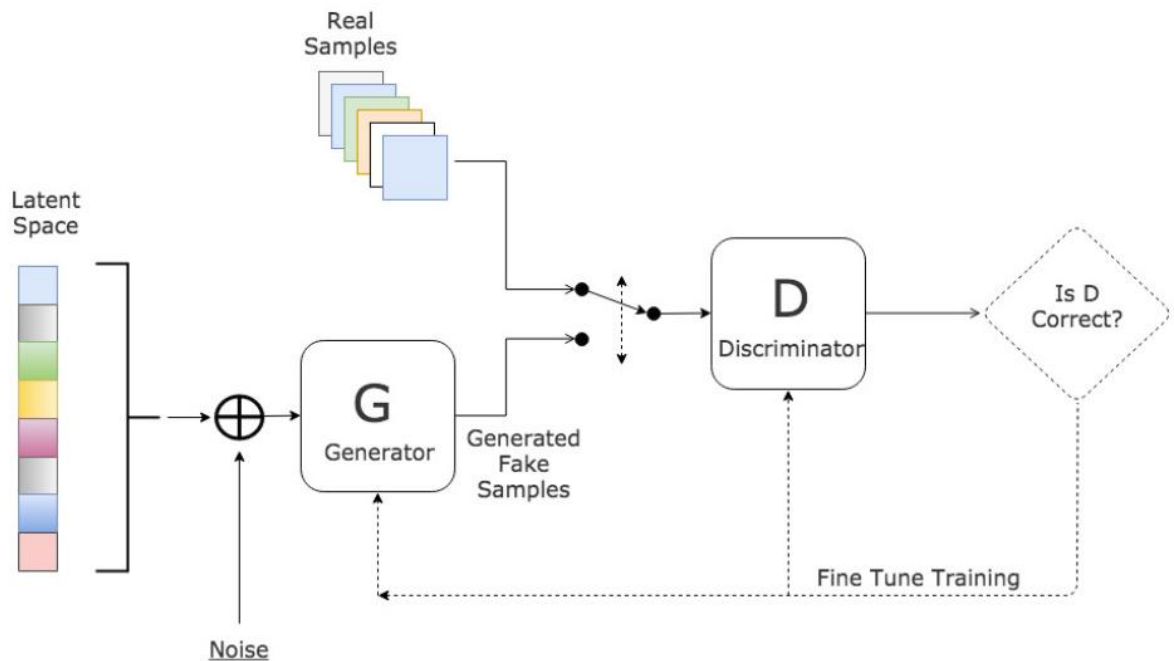 Real
Samples
Latent
Space
G
Generator
Generated
Fake
Samples
Noise
D
Discriminator
Is D
Correct?
Fine Tune Training